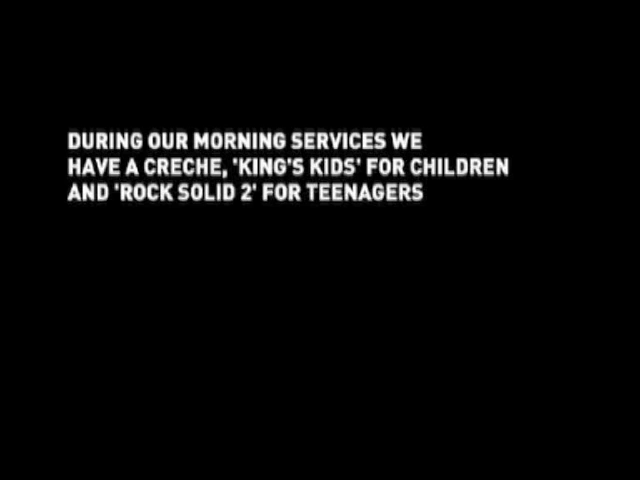 DURING OUR MORNING SERVICES WE
HAVE A CRECHE, 'KING'S KIDS' FOR CHILDREN
AND 'ROCK SOLID 2' FOR TEENAGERS